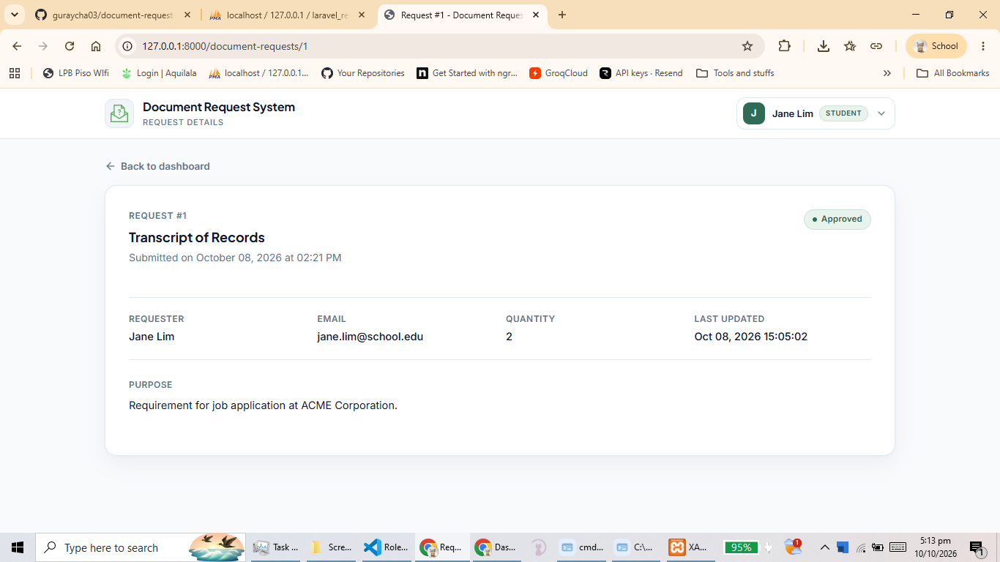 guraycha03/document-request
localhost / 127.0.0.1 / laravel_re
Request #1 - Document Reques
127.0.0.1:8000/document-requests/1
School
LPB Piso WIfi
Login | Aquilala
localhost / 127.0.0.1...
Your Repositories
Get Started with ngr...
GroqCloud
API keys · Resend
Tools and stuffs
All Bookmarks
Document Request System
REQUEST DETAILS
J
Jane Lim
STUDENT
Back to dashboard
REQUEST #1
Approved
Transcript of Records
Submitted on October 08, 2026 at 02:21 PM
REQUESTER
EMAIL
QUANTITY
LAST UPDATED
Jane Lim
jane.lim@school.edu
2
Oct 08, 2026 15:05:02
PURPOSE
Requirement for job application at ACME Corporation.
Type here to search
Task ...
Scre...
Role...
Req...
Das...
cmd...
C:\...
XA...
95%
1
5:13 pm
10/10/2026
1